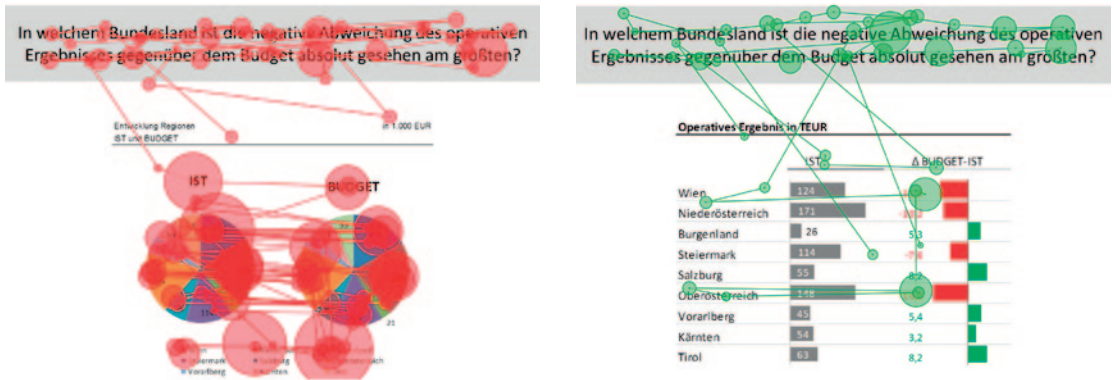 In welchem Bundesland ist die negative Abweichung des operativen
Ergebnisses gegenüber dem Budget absolut gesehen am größten?
Entwicklung Regionen
in 1.000 EUR
IST und BUDGET
IST
BUDGET
21
Vorarlberg
In welchem Bundesland ist die negative Abweichung des operativen
Ergebnisses gegenüber dem Budget absolut gesehen am größten?
Operatives Ergebnis in TEUR
IST
Δ BUDGET-IST
Wien 124
Niederösterreich 171
Burgenland 26 5,3
Steiermark 114
Salzburg 55 8,2
Oberösterreich 148
Vorarlberg 45 5,4
Kärnten 54 3,2
Tirol 63 8,2